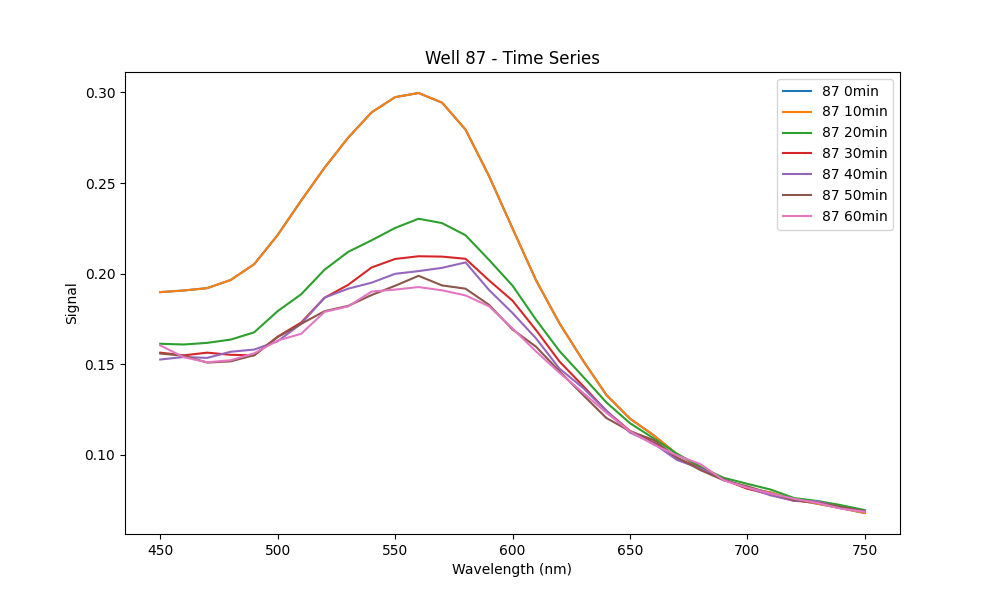 Well 87 - Time Series
87 0min
87 10min
87 20min
87 30min
87 40min
87 50min
87 60min
Signal
0.30
0.25
0.20
0.15
0.10
450 500 550 600 650 700 750
Wavelength (nm)